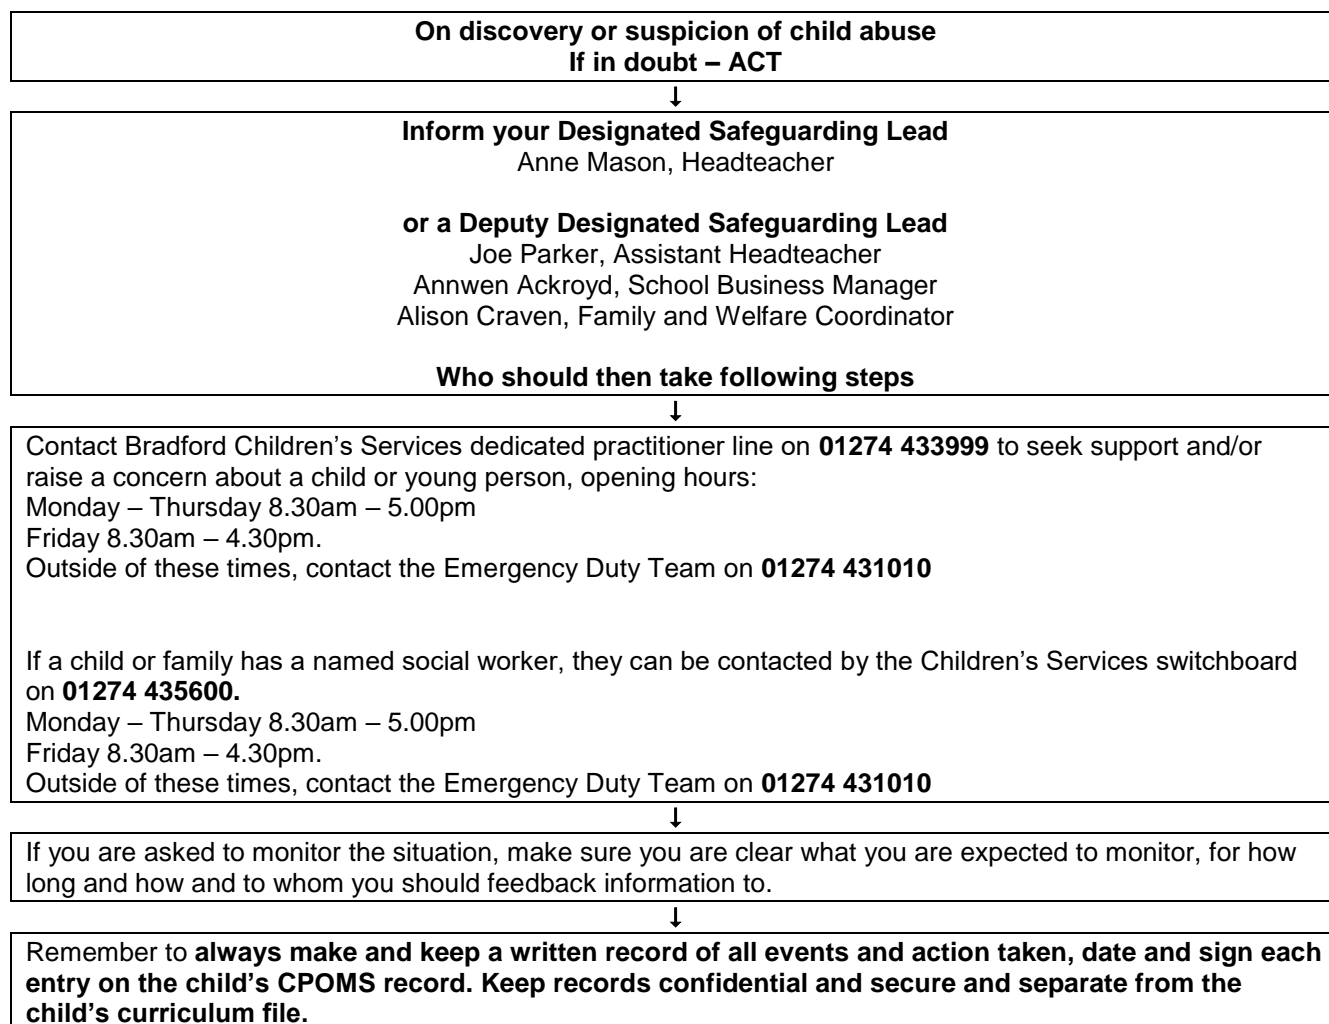 On discovery or suspicion of child abuse
If in doubt – ACT
↓
Inform your Designated Safeguarding Lead
Anne Mason, Headteacher
or a Deputy Designated Safeguarding Lead
Joe Parker, Assistant Headteacher
Annwen Ackroyd, School Business Manager
Alison Craven, Family and Welfare Coordinator
Who should then take following steps
↓
Contact Bradford Children’s Services dedicated practitioner line on 01274 433999 to seek support and/or
raise a concern about a child or young person, opening hours:
Monday – Thursday 8.30am – 5.00pm
Friday 8.30am – 4.30pm.
Outside of these times, contact the Emergency Duty Team on 01274 431010
If a child or family has a named social worker, they can be contacted by the Children’s Services switchboard
on 01274 435600.
Monday – Thursday 8.30am – 5.00pm
Friday 8.30am – 4.30pm.
Outside of these times, contact the Emergency Duty Team on 01274 431010
↓
If you are asked to monitor the situation, make sure you are clear what you are expected to monitor, for how
long and how and to whom you should feedback information to.
↓
Remember to always make and keep a written record of all events and action taken, date and sign each
entry on the child’s CPOMS record. Keep records confidential and secure and separate from the
child’s curriculum file.